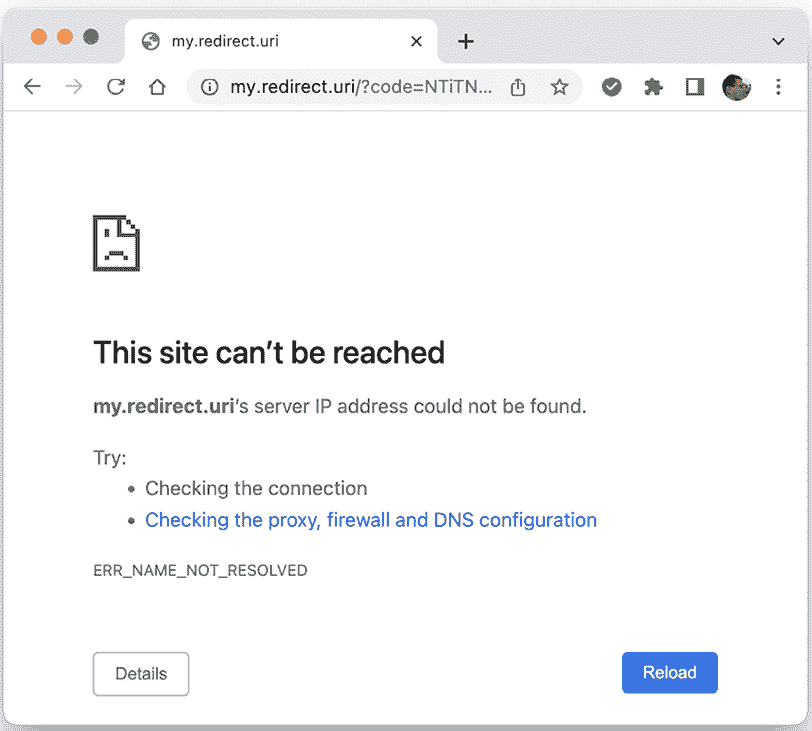 my.redirect.uri
my.redirect.uri/?code=NTiTN...
This site can’t be reached
my.redirect.uri’s server IP address could not be found.
Try:
• Checking the connection
• Checking the proxy, firewall and DNS configuration
ERR_NAME_NOT_RESOLVED
Details
Reload